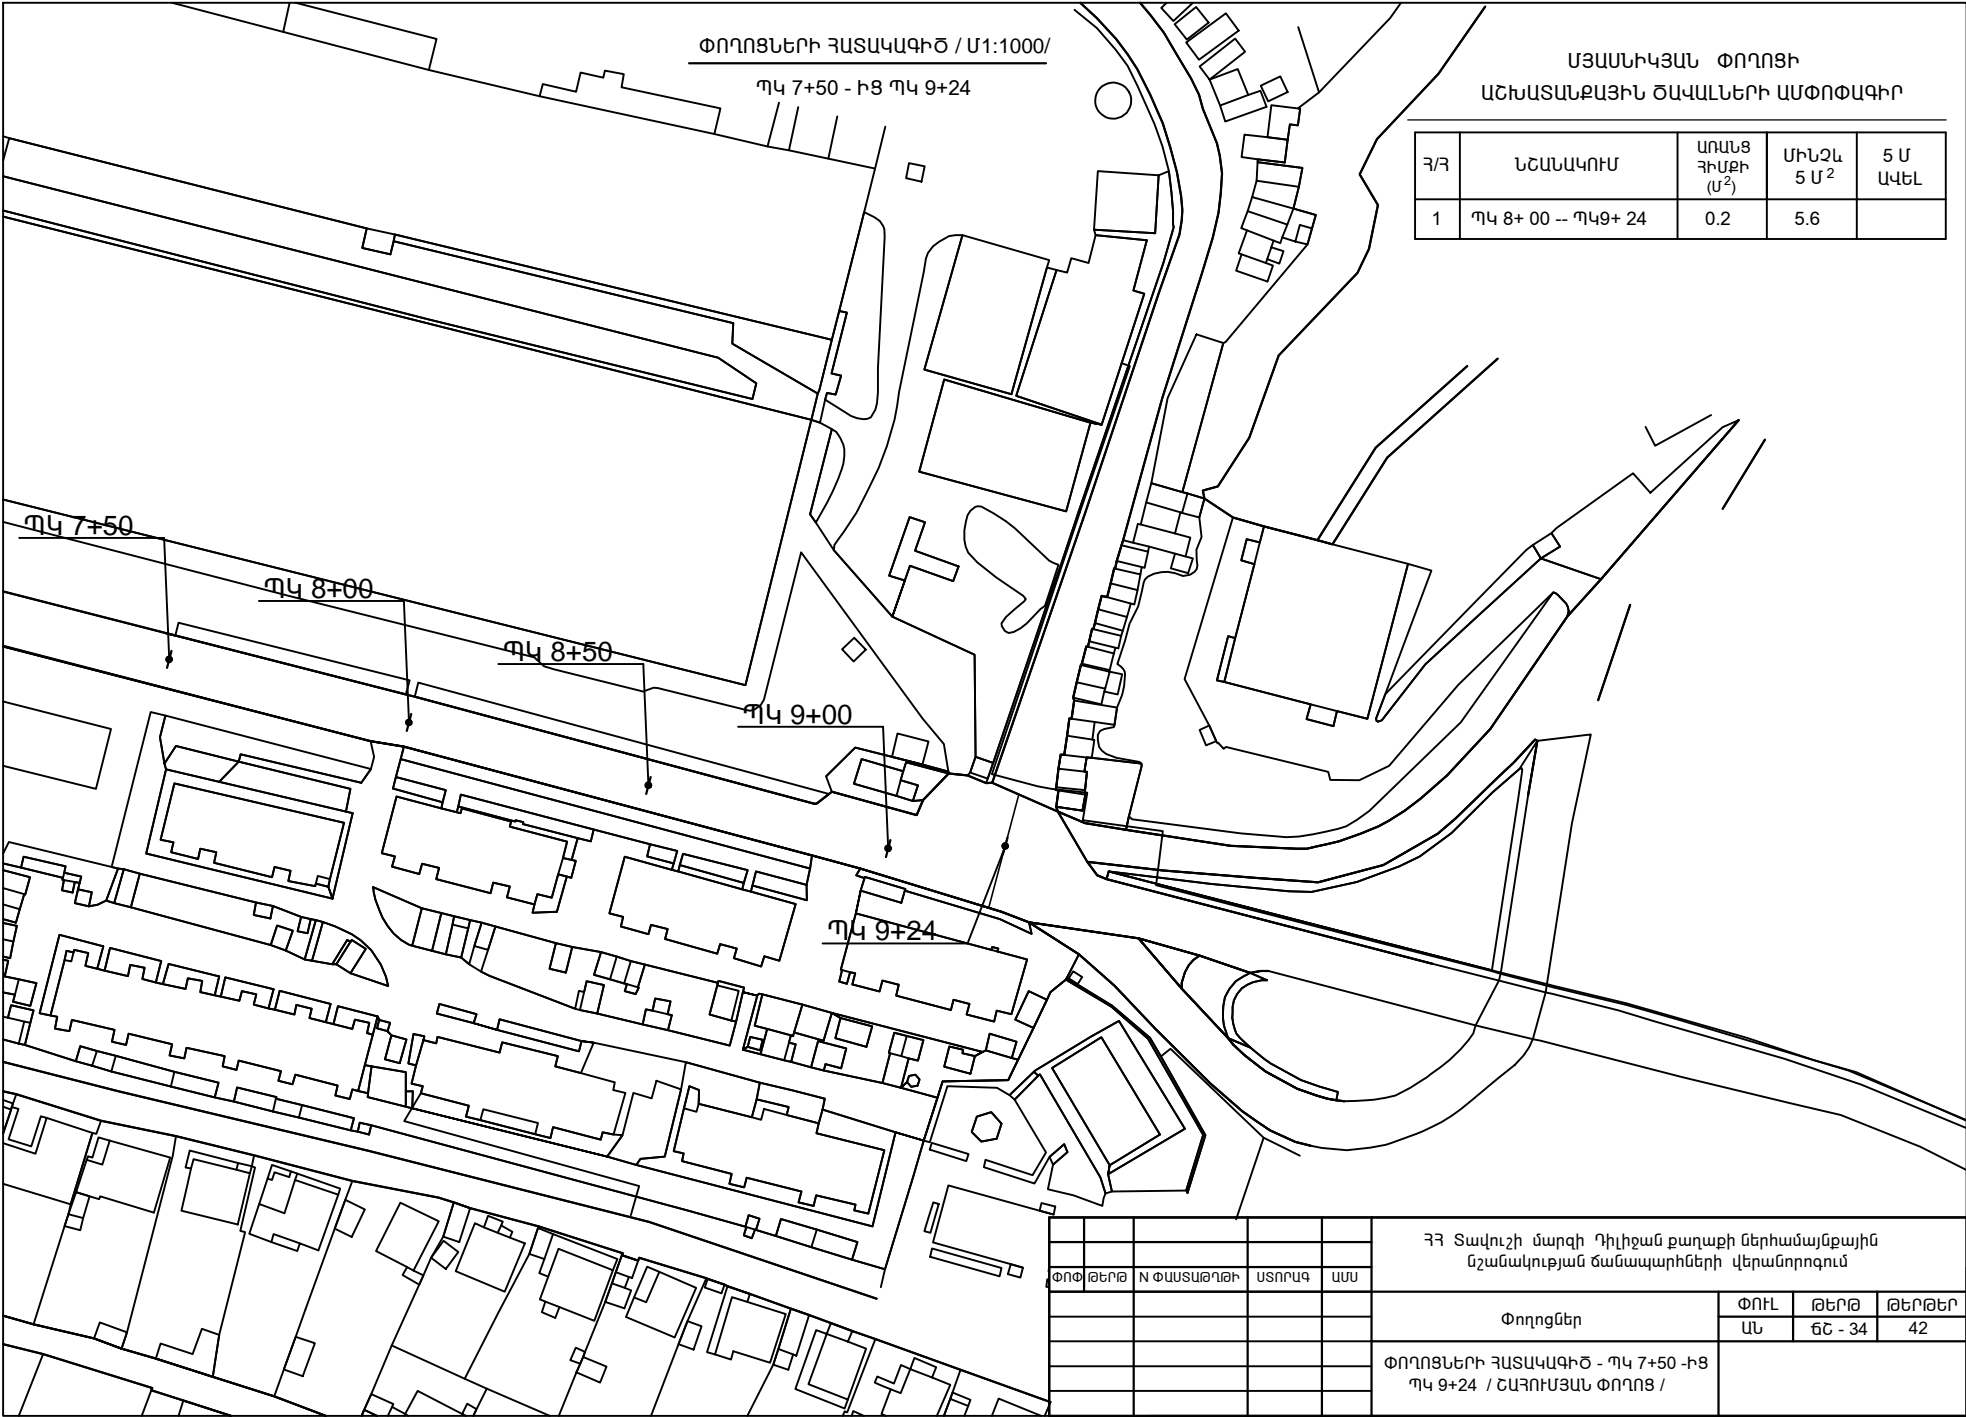 ՓՈՂՈՑՆԵՐԻ ՀԱՏԱԿԱԳԻԾ / Մ1:1000/
ՊԿ 7+50 - ԻՑ ՊԿ 9+24
ՄՅԱՍՆԻԿՅԱՆ ՓՈՂՈՑԻ
ԱՇԽԱՏԱՆՔԱՅԻՆ ԾԱՎԱԼՆԵՐԻ ԱՄՓՈՓԱԳԻՐ
Հ/Հ ՆՇԱՆԱԿՈՒՄ ԱՌԱՆՑ ՀԻՄՔԻ (Մ²) ՄԻՆՉև 5 Մ² 5 Մ ԱՎԵԼ
1 ՊԿ 8+ 00 -- ՊԿ9+ 24 0.2 5.6
ՊԿ 7+50
ՊԿ 8+00
ՊԿ 8+50
ՊԿ 9+00
ՊԿ 9+24
ՀՀ Տավուշի մարզի Դիլիջան քաղաքի ներհամայնքային
նշանակության ճանապարհների վերանորոգում
ՓՈՓ ԹԵՐԹ N ՓԱՍՏԱԹՂԹԻ ՍՏՈՐԱԳ ԱՄՍ
Փողոցներ
ՓՈՒԼ ԹԵՐԹ ԹԵՐԹԵՐ
ԱՆ ՃՇ - 34 42
ՓՈՂՈՑՆԵՐԻ ՀԱՏԱԿԱԳԻԾ - ՊԿ 7+50 -ԻՑ
ՊԿ 9+24 / ՇԱՀՈՒՄՅԱՆ ՓՈՂՈՑ /